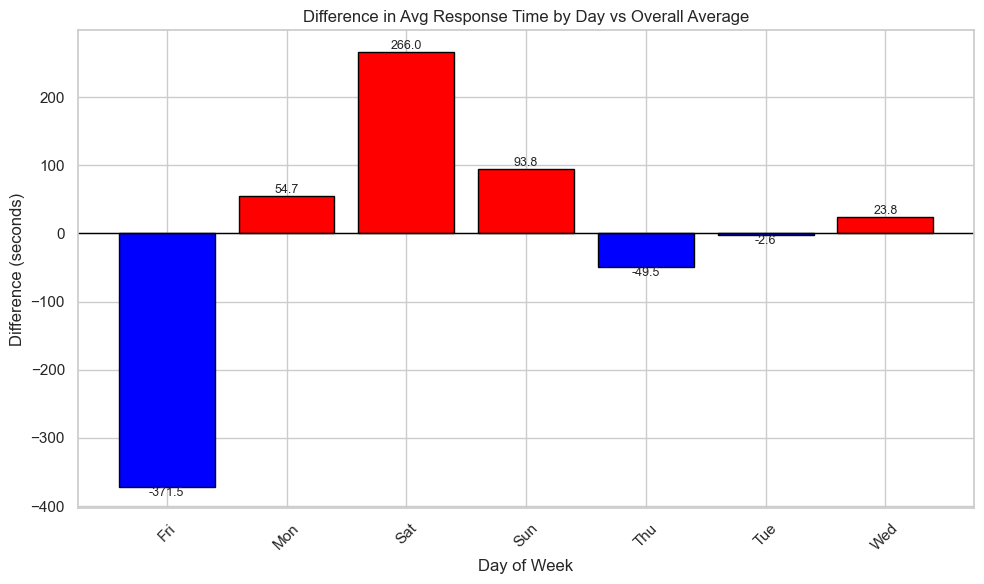 Difference in Avg Response Time by Day vs Overall Average
Difference (seconds)
200
100
0
−100
−200
−300
−400
-371.5
54.7
266.0
93.8
-49.5
-2.6
23.8
Fri
Mon
Sat
Sun
Thu
Tue
Wed
Day of Week